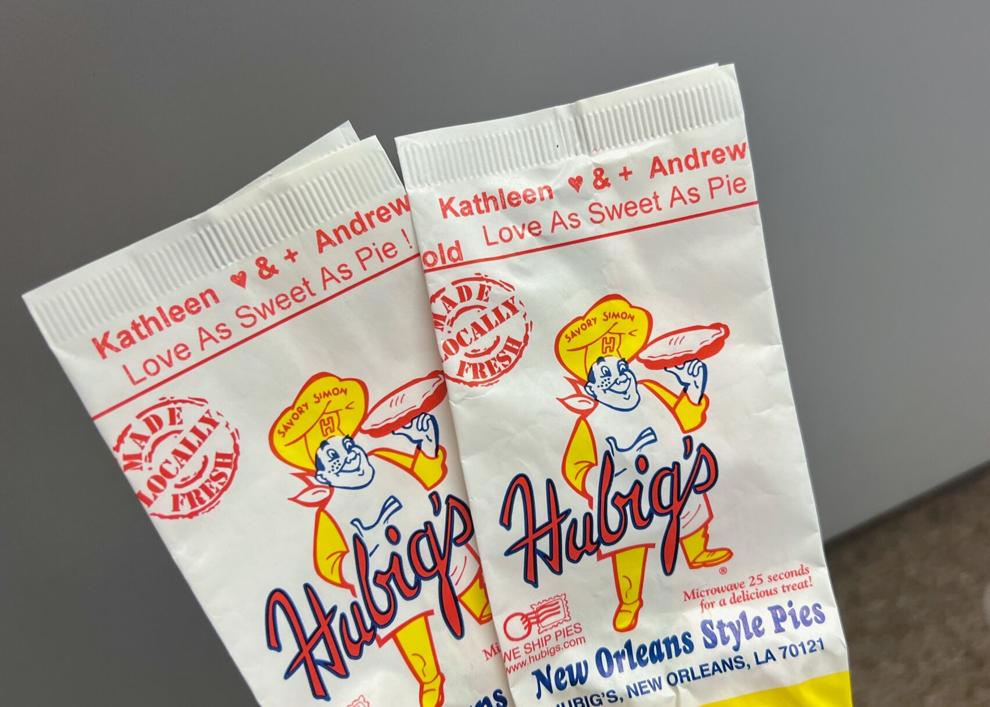 Kathleen ♥ & + Andrew
Love As Sweet As Pie !
MADE
LOCALLY
FRESH
SAVORY SIMON
H
Hubig's
Kathleen ♥ & + Andrew
Love As Sweet As Pie
old
MADE
LOCALLY
FRESH
SAVORY SIMON
H
Hubig's
®
Microwave 25 seconds
for a delicious treat!
WE SHIP PIES
www.hubigs.com
New Orleans Style Pies
HUBIG'S, NEW ORLEANS, LA 70121